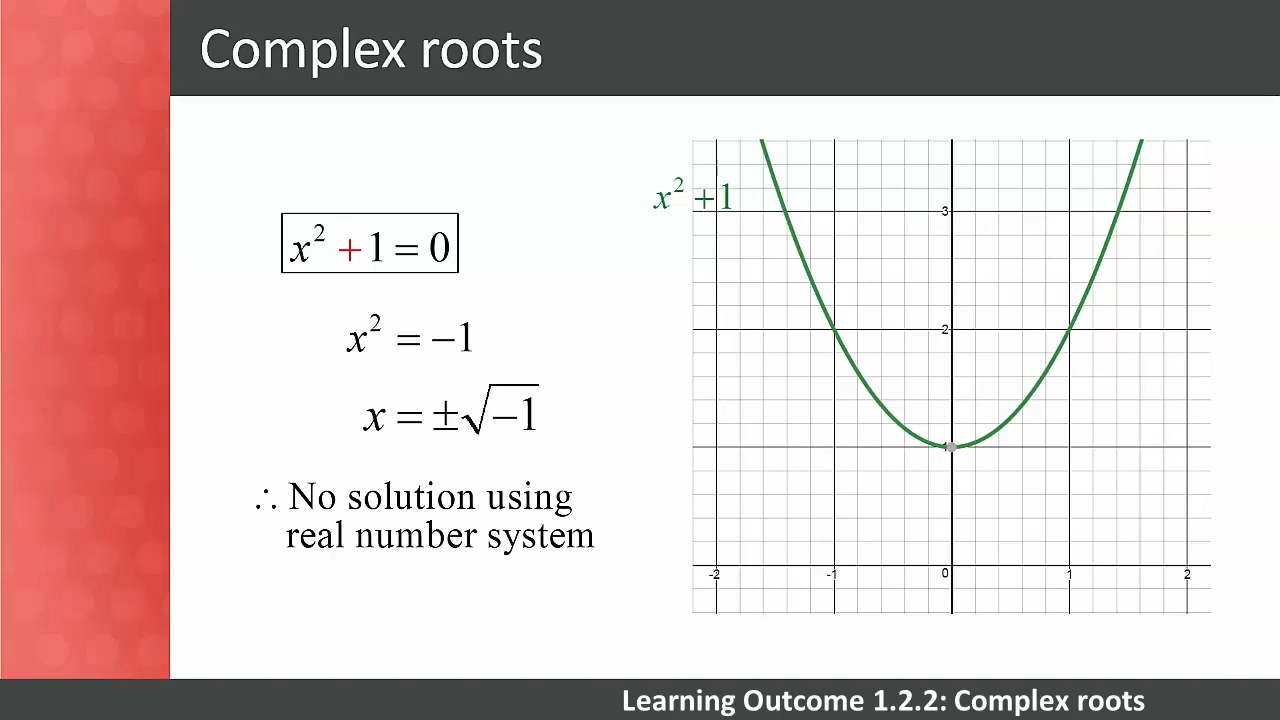 Complex roots
x² + 1 = 0
x² = −1
x = ±√−1
∴ No solution using
real number system
x² + 1
3
2
1
-2 -1 0 1 2
Learning Outcome 1.2.2: Complex roots